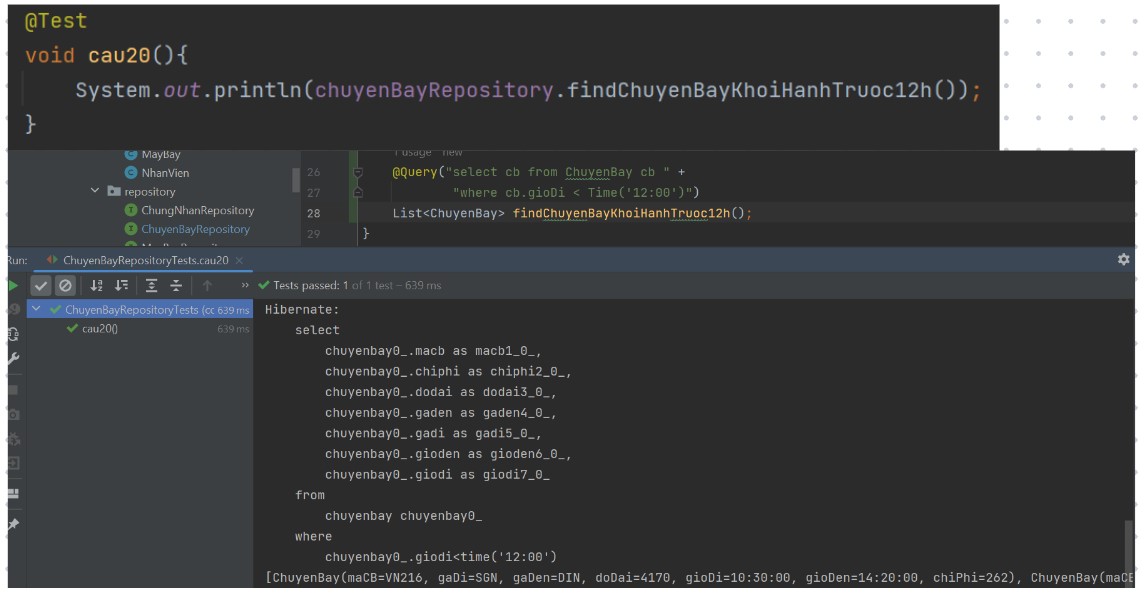 @Test
void cau20(){
System.out.println(chuyenBayRepository.findChuyenBayKhoiHanhTruoc12h());
}
MayBay
NhanVien
repository
ChungNhanRepository
ChuyenBayRepository
1 usage new
26 @Query("select cb from ChuyenBay cb " +
27 "where cb.gioDi < Time('12:00')")
28 List<ChuyenBay> findChuyenBayKhoiHanhTruoc12h();
29 }
Run: ChuyenBayRepositoryTests.cau20 ×
Tests passed: 1 of 1 test – 639 ms
ChuyenBayRepositoryTests (cc 639 ms
cau20() 639 ms
Hibernate:
select
chuyenbay0_.macb as macb1_0_,
chuyenbay0_.chiphi as chiphi2_0_,
chuyenbay0_.dodai as dodai3_0_,
chuyenbay0_.gaden as gaden4_0_,
chuyenbay0_.gadi as gadi5_0_,
chuyenbay0_.gioden as gioden6_0_,
chuyenbay0_.giodi as giodi7_0_
from
chuyenbay chuyenbay0_
where
chuyenbay0_.giodi<time('12:00')
[ChuyenBay(maCB=VN216, gaDi=SGN, gaDen=DIN, doDai=4170, gioDi=10:30:00, gioDen=14:20:00, chiPhi=262), ChuyenBay(maCB